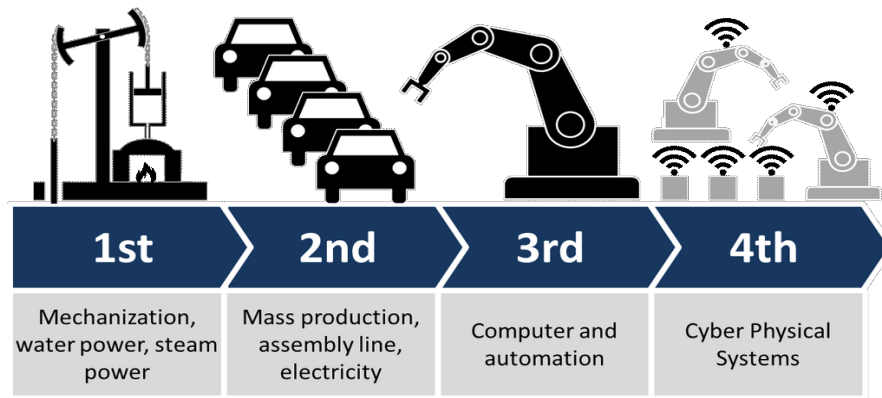 1st
2nd
3rd
4th
Mechanization,
water power, steam
power
Mass production,
assembly line,
electricity
Computer and
automation
Cyber Physical
Systems